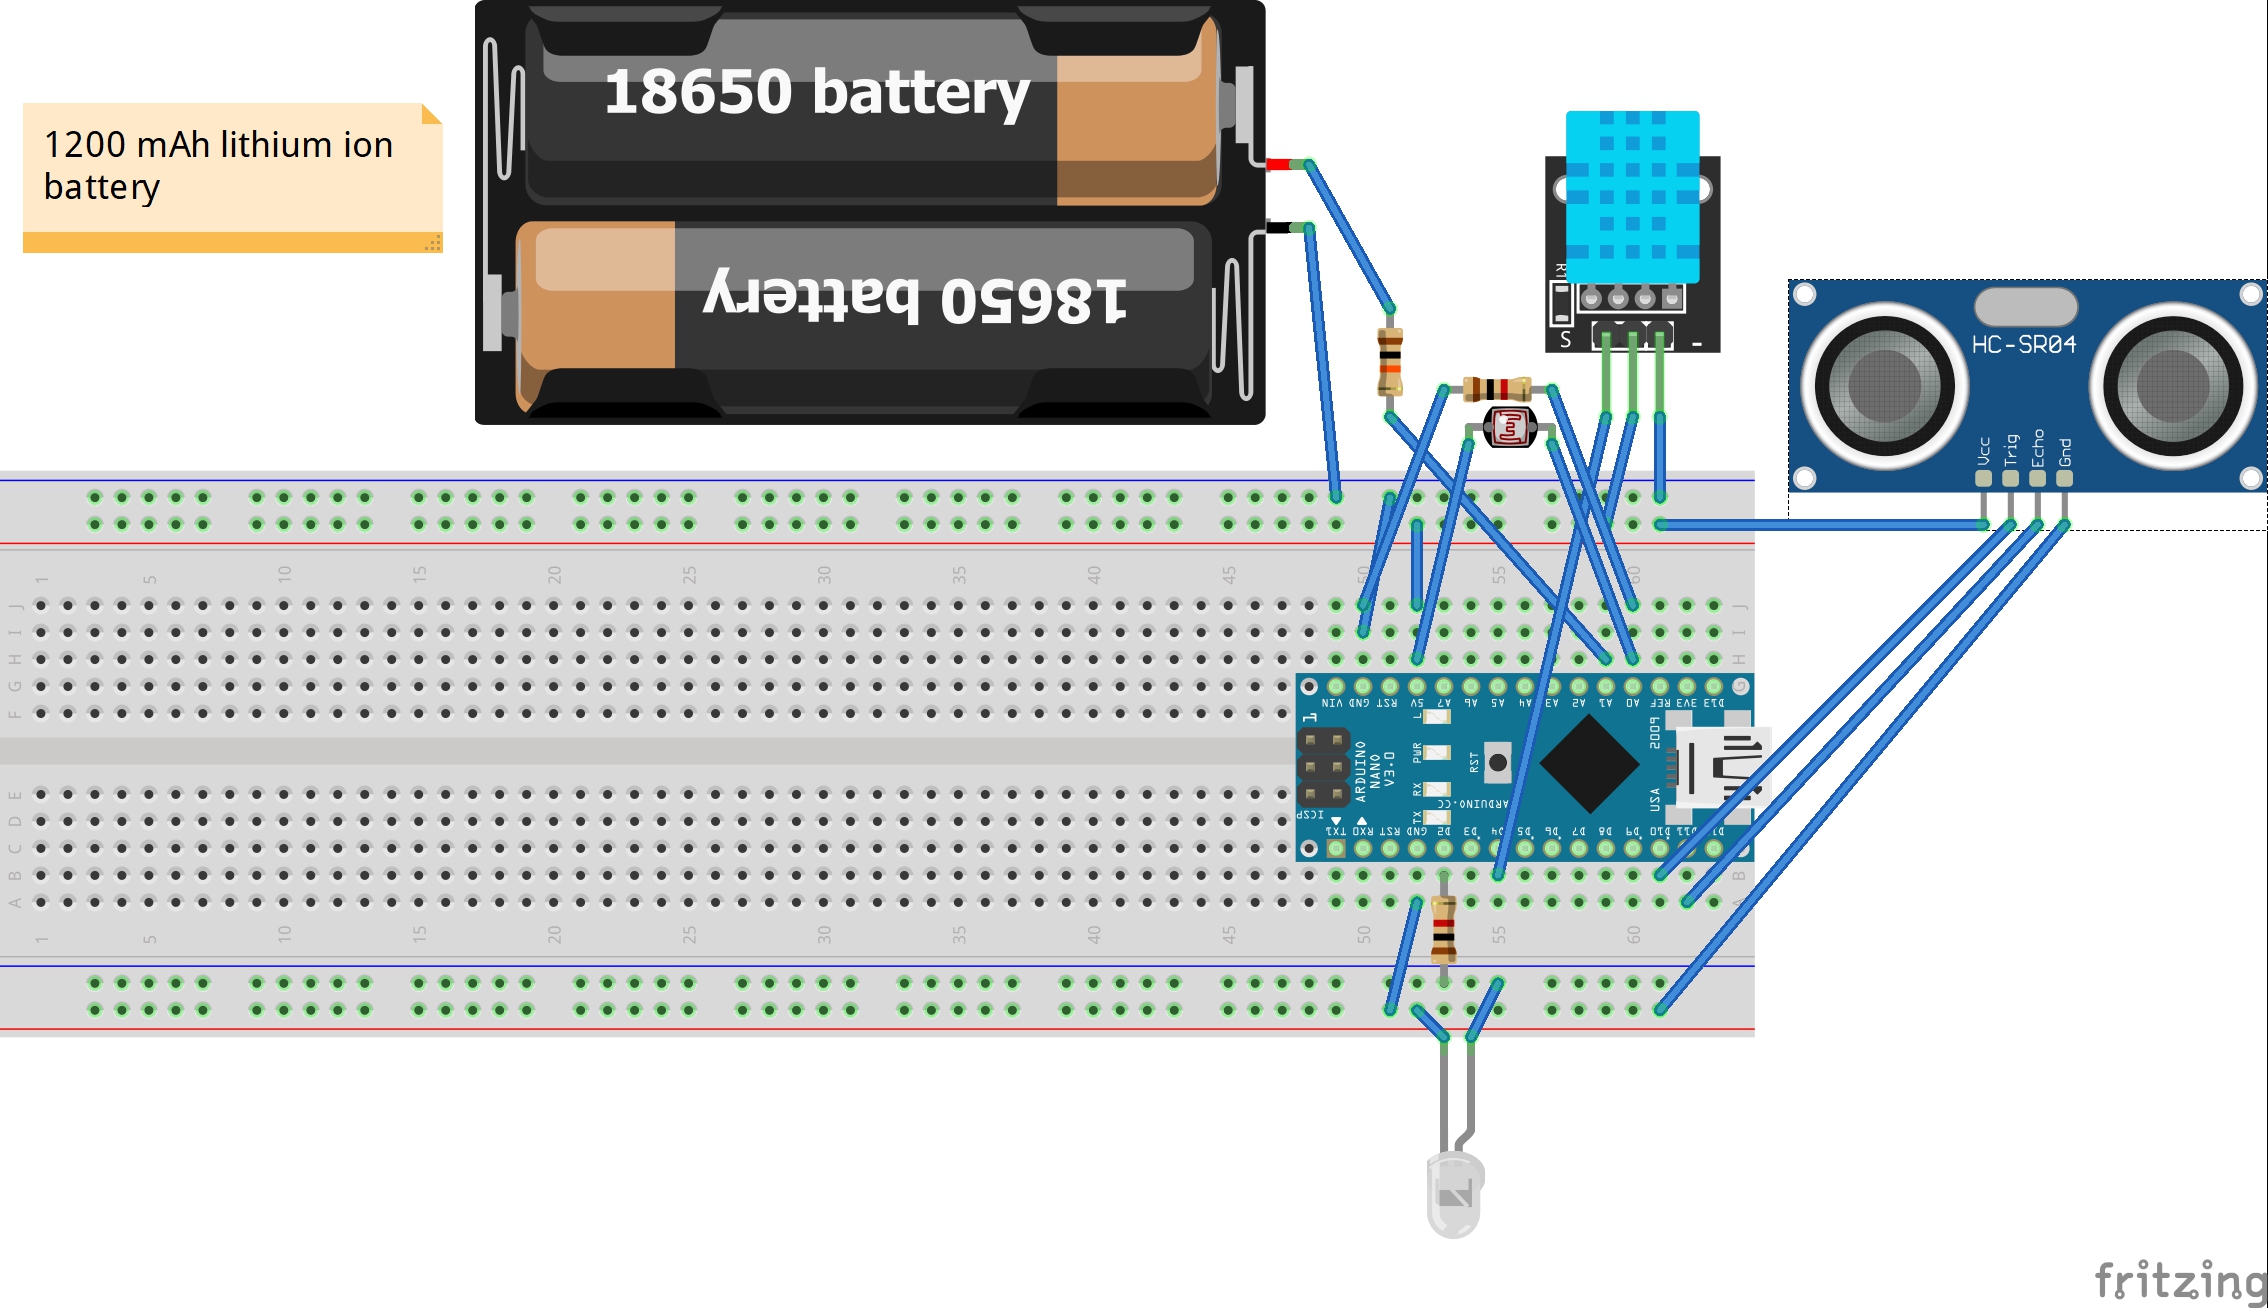 1200 mAh lithium ion
battery
18650 battery
18650 battery
S
-
HC-SR04
Vcc
Trig
Echo
Gnd
1 5 10 15 20 25 30 35 40 45 50 55 60
J J
I I
H H
G G
F
VIN GND RST 5V A7 A6 A5 A4 A3 A2 A1 A0 REF 3V3 D13
1
L
PWR
RX
TX
RST
ARDUINO
NANO
V3.0
ARDUINO.CC
USA
ICSP
TX1 RX0 RST GND D2 D3 D4 D5 D6 D7 D8 D9 D10 D11
E
D
C
B B
A
1 5 10 15 20 25 30 35 40 45 50 55 60
fritzing